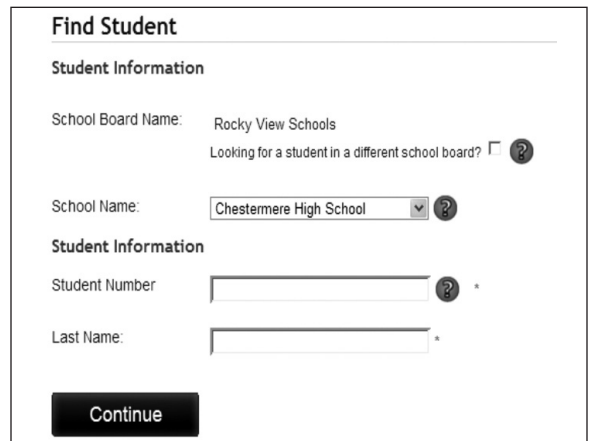 Find Student
Student Information
School Board Name: Rocky View Schools
Looking for a student in a different school board? ?
School Name: Chestermere High School ?
Student Information
Student Number ? *
Last Name: *
Continue